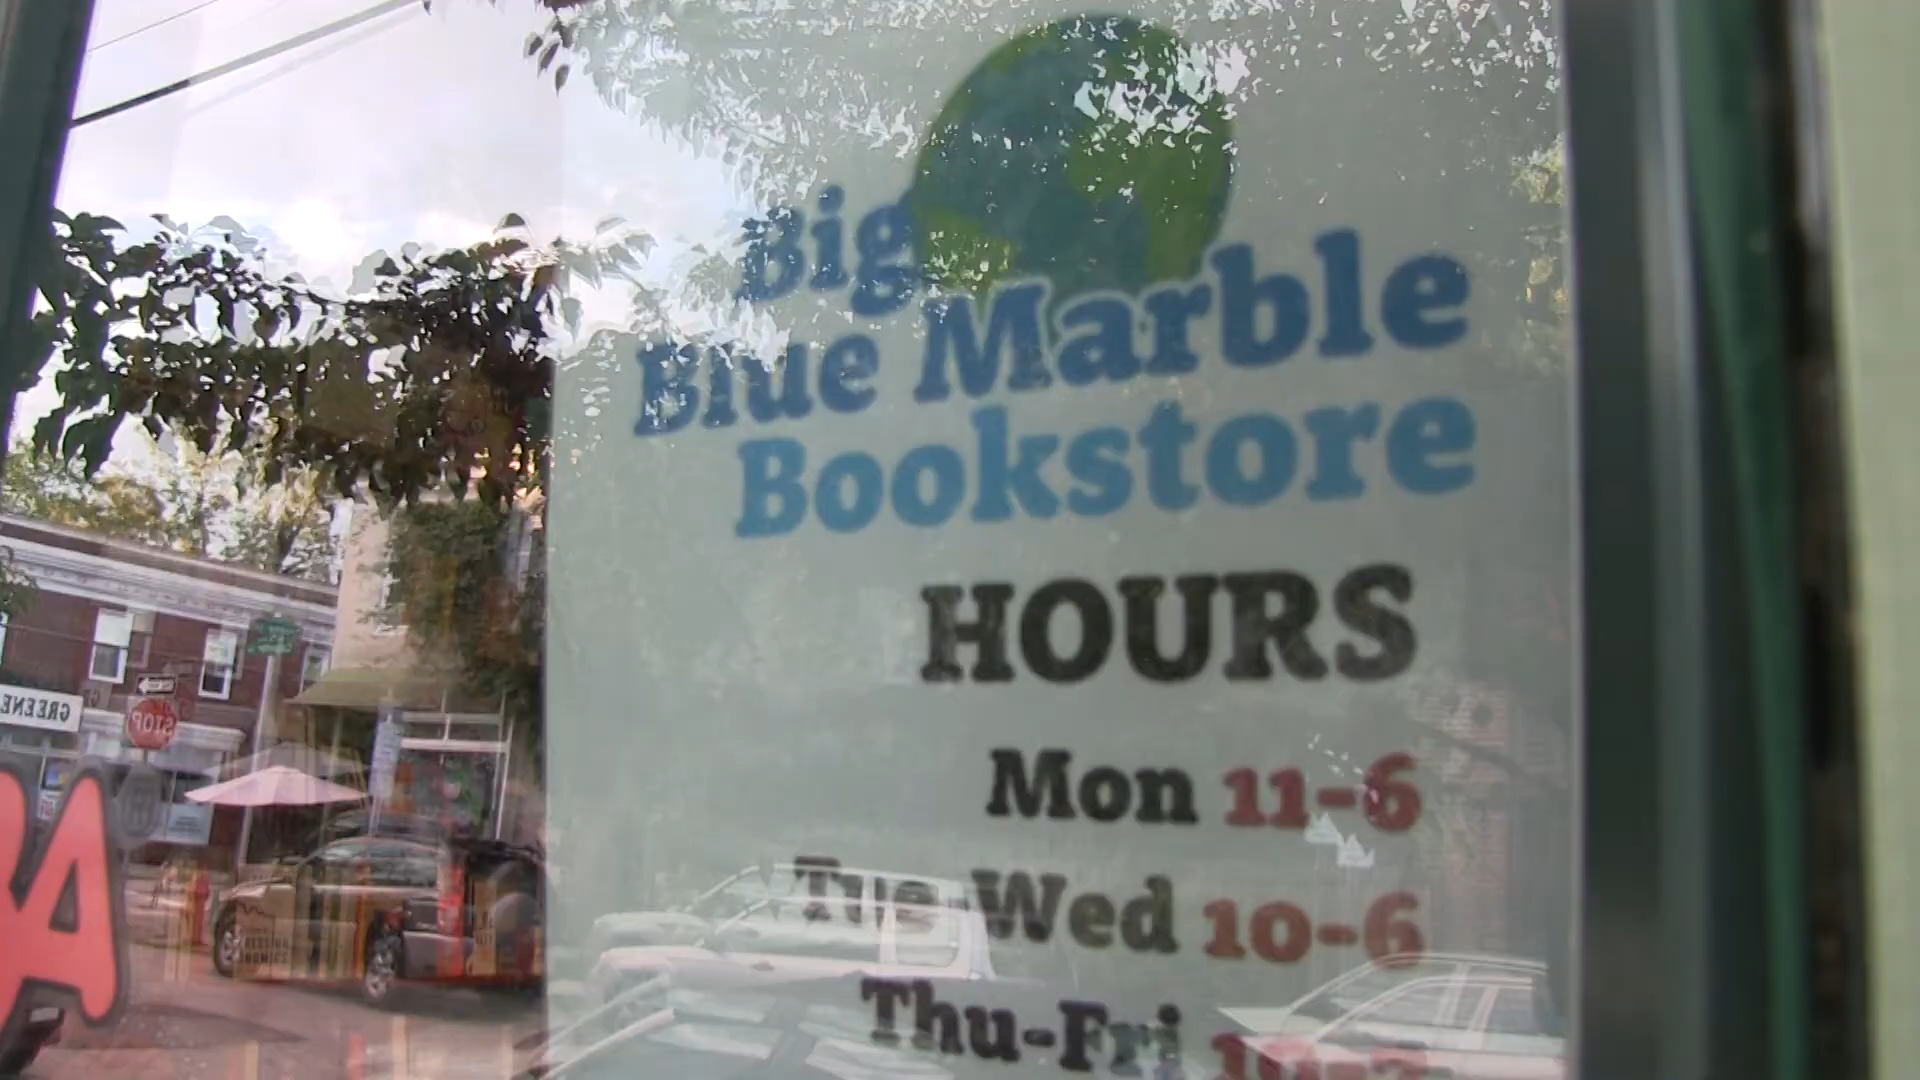 Big
Blue Marble
Bookstore
HOURS
Mon 11-6
Tue-Wed 10-6
Thu-Fri
GREENE
STOP